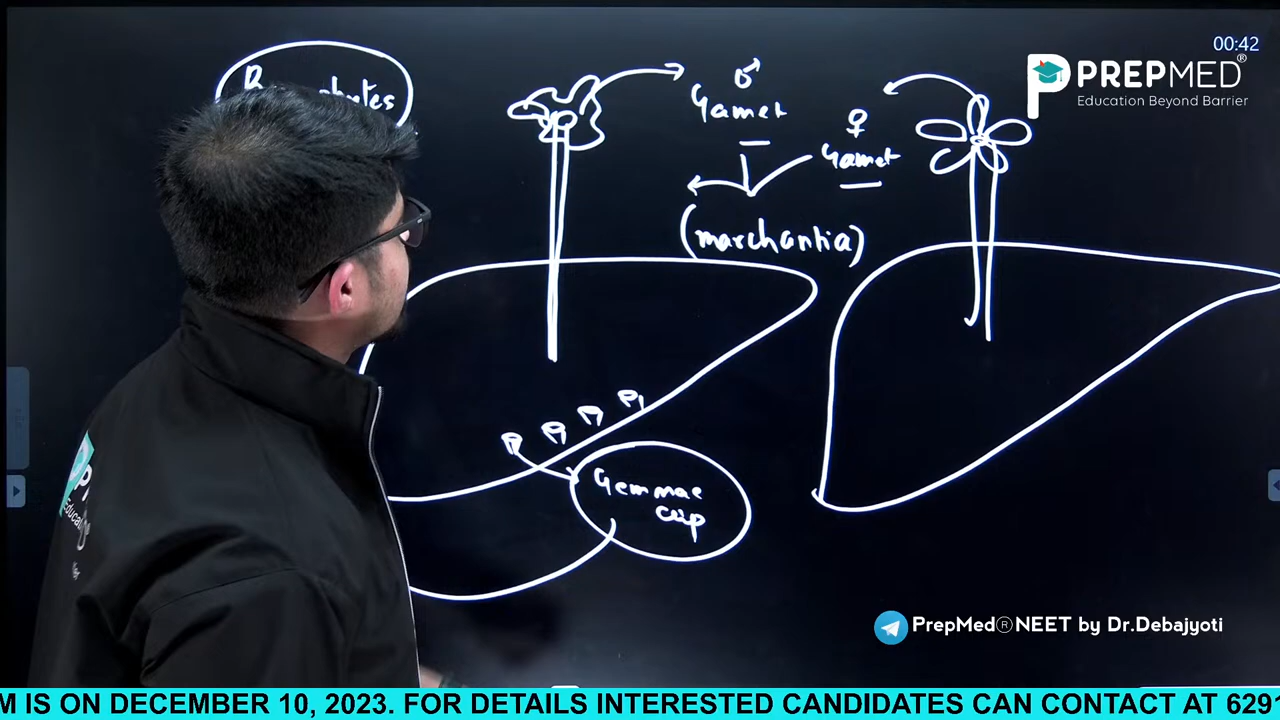 00:42
PREPMED®
Education Beyond Barrier
♂
Gamet
♀
Gamet
(marchantia)
Gemmae
cup
PrepMed® NEET by Dr.Debajyoti
M IS ON DECEMBER 10, 2023. FOR DETAILS INTERESTED CANDIDATES CAN CONTACT AT 629